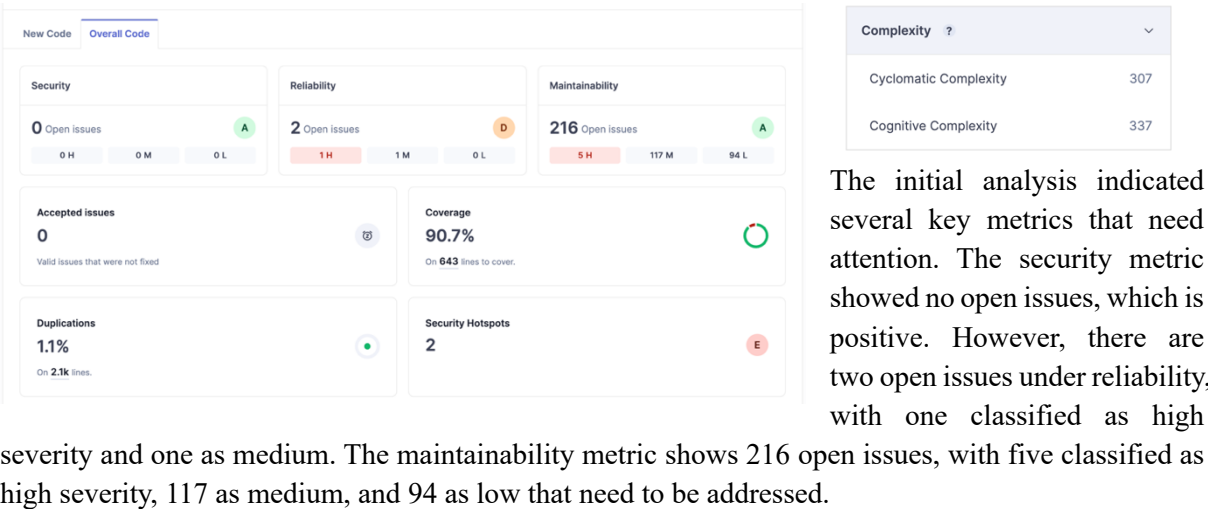 New Code Overall Code
Security
0 Open issues A
0 H 0 M 0 L
Reliability
2 Open issues D
1 H 1 M 0 L
Maintainability
216 Open issues A
5 H 117 M 94 L
Accepted issues
0
Valid issues that were not fixed
Coverage
90.7%
On 643 lines to cover.
Duplications
1.1%
On 2.1k lines.
Security Hotspots
2 E
Complexity ?
Cyclomatic Complexity 307
Cognitive Complexity 337
The initial analysis indicated
several key metrics that need
attention. The security metric
showed no open issues, which is
positive. However, there are
two open issues under reliability,
with one classified as high
severity and one as medium. The maintainability metric shows 216 open issues, with five classified as
high severity, 117 as medium, and 94 as low that need to be addressed.